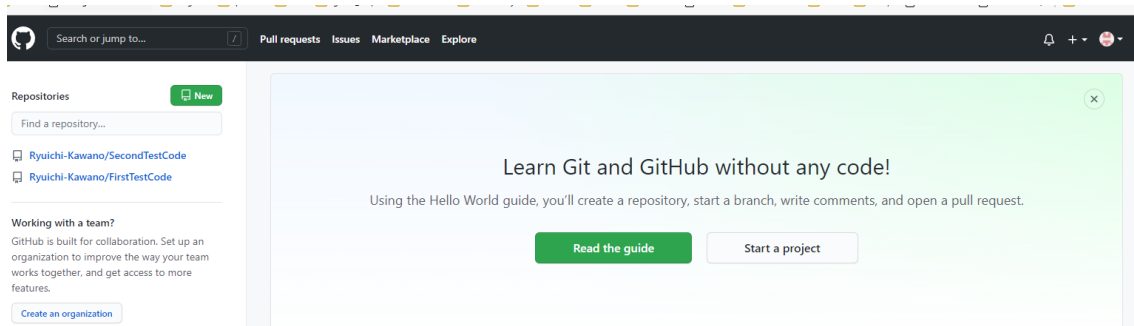 Search or jump to...
/
Pull requests Issues Marketplace Explore
Repositories
New
Find a repository...
Ryuichi-Kawano/SecondTestCode
Ryuichi-Kawano/FirstTestCode
Working with a team?
GitHub is built for collaboration. Set up an
organization to improve the way your team
works together, and get access to more
features.
Create an organization
Learn Git and GitHub without any code!
Using the Hello World guide, you'll create a repository, start a branch, write comments, and open a pull request.
Read the guide
Start a project